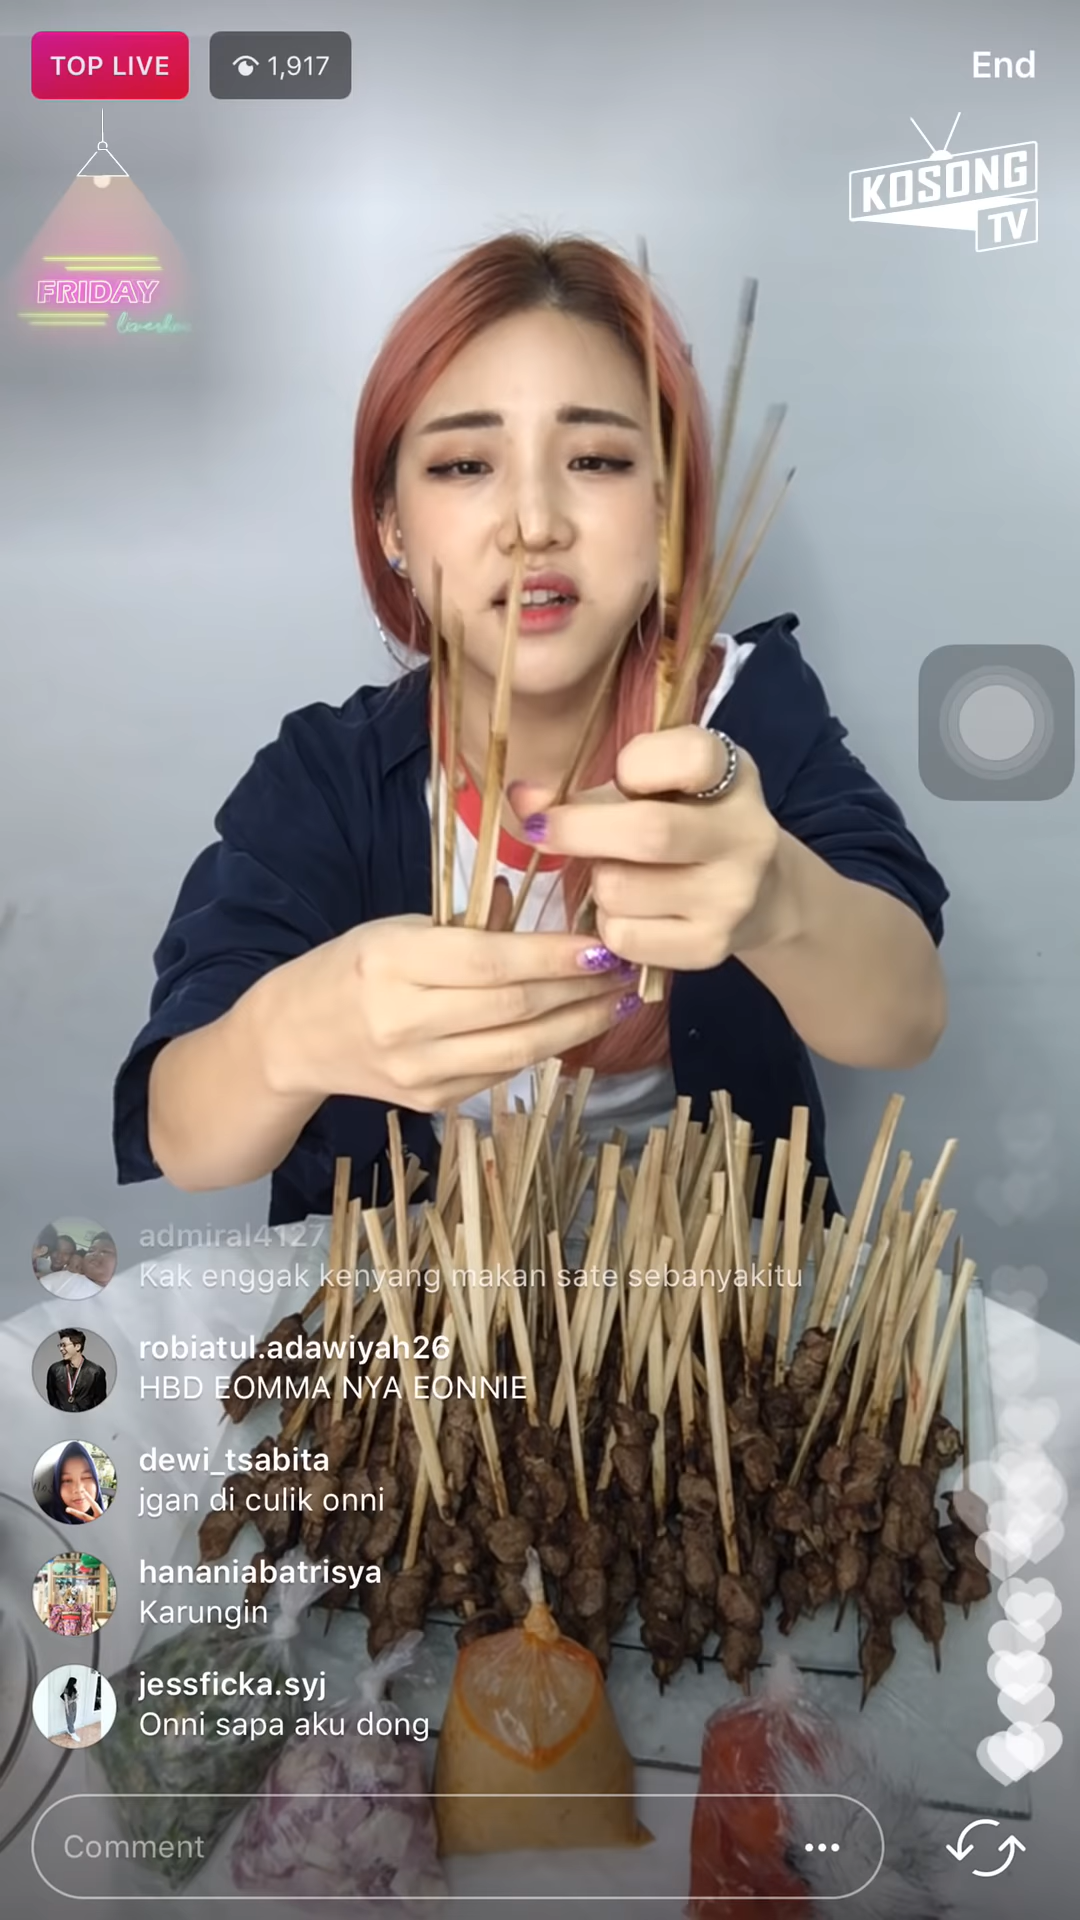 TOP LIVE
1,917
End
KOSONG
TV
FRIDAY
admiral4127
Kak enggak kenyang makan sate sebanyakitu
robiatul.adawiyah26
HBD EOMMA NYA EONNIE
dewi_tsabita
jgan di culik onni
hananiabatrisya
Karungin
jessficka.syj
Onni sapa aku dong
Comment